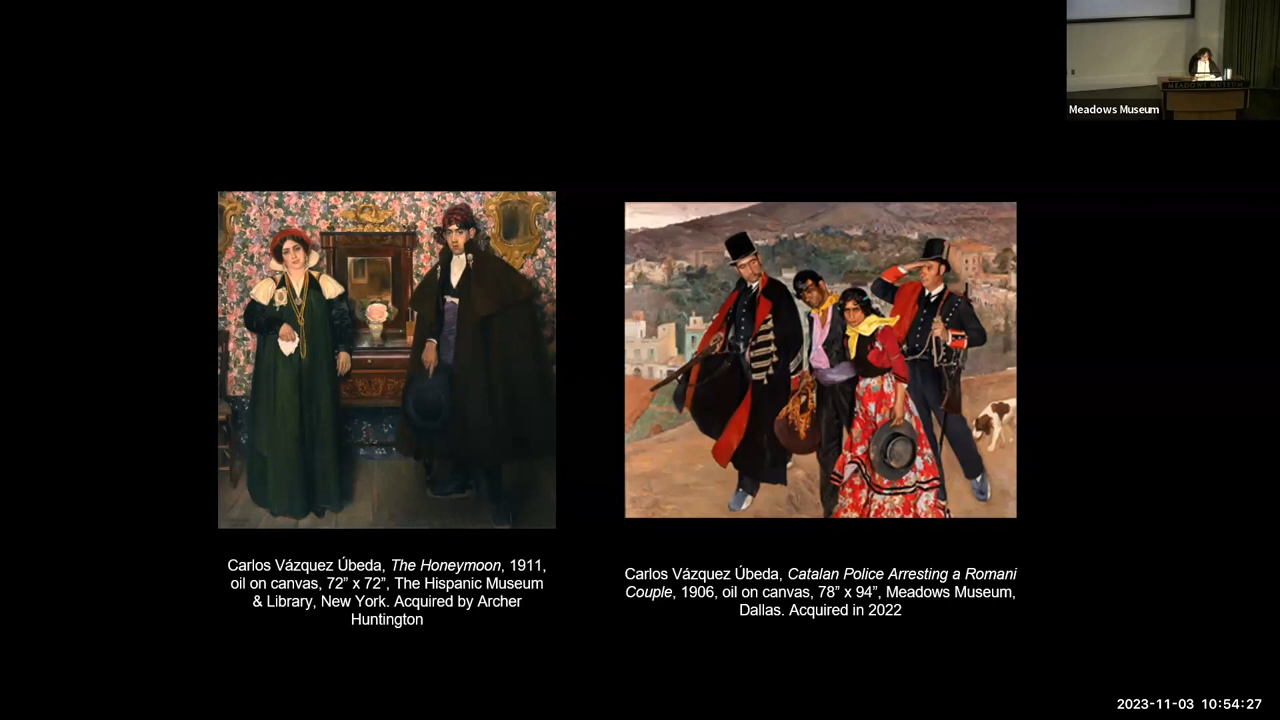 MEADOWS MUSEUM
Meadows Museum
Carlos Vázquez Úbeda, The Honeymoon, 1911,
oil on canvas, 72” x 72”, The Hispanic Museum
& Library, New York. Acquired by Archer
Huntington
Carlos Vázquez Úbeda, Catalan Police Arresting a Romani
Couple, 1906, oil on canvas, 78” x 94”, Meadows Museum,
Dallas. Acquired in 2022
2023-11-03 10:54:27